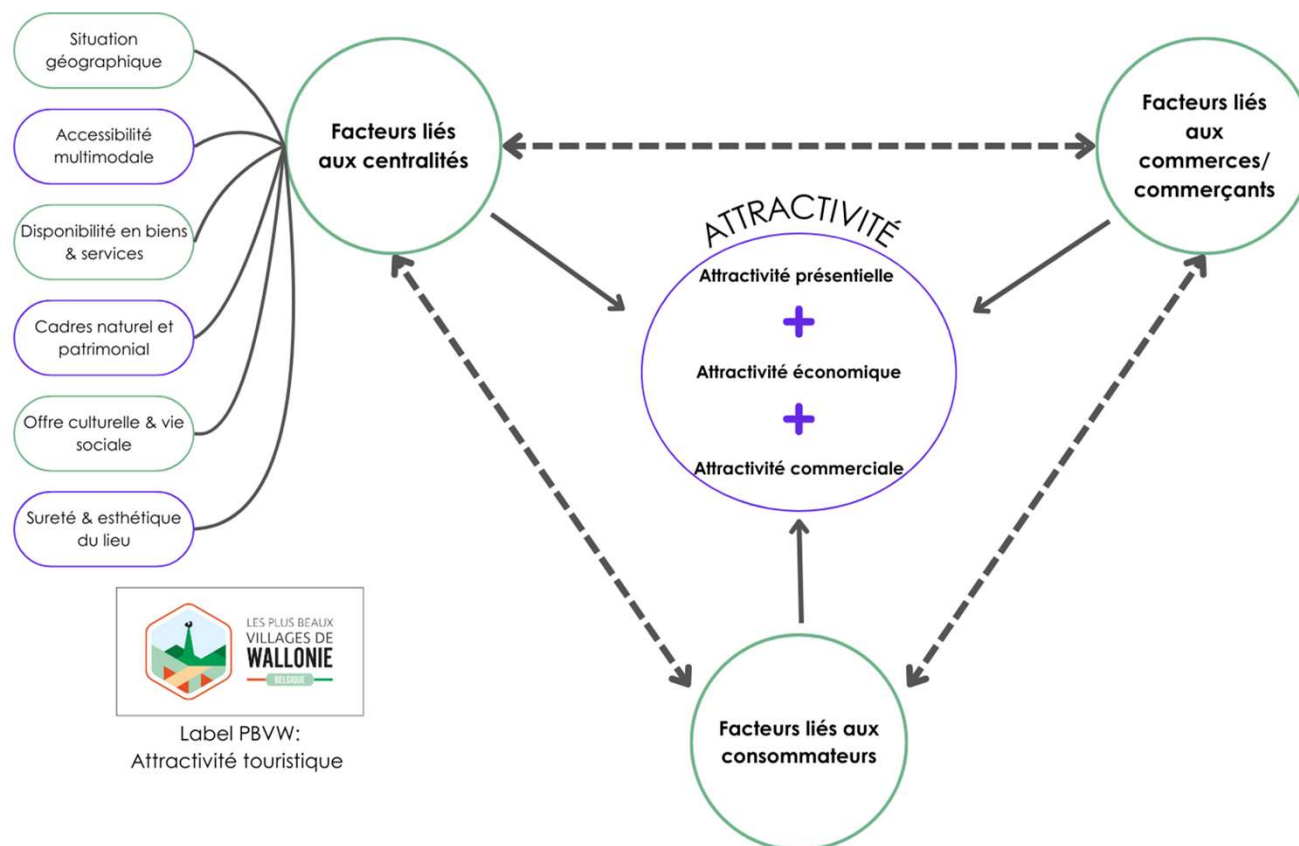 Situation
géographique
Accessibilité
multimodale
Disponibilité en biens
& services
Cadres naturel et
patrimonial
Offre culturelle & vie
sociale
Sureté & esthétique
du lieu
Facteurs liés
aux centralités
Facteurs liés
aux
commerces/
commerçants
ATTRACTIVITÉ
Attractivité présentielle
+
Attractivité économique
+
Attractivité commerciale
Facteurs liés aux
consommateurs
LES PLUS BEAUX
VILLAGES DE
WALLONIE
BELGIQUE
Label PBVW:
Attractivité touristique